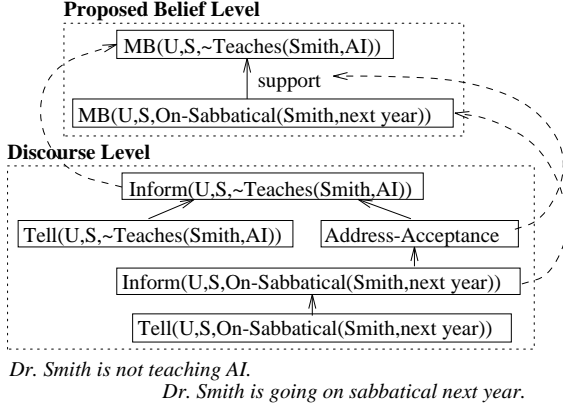 Proposed Belief Level
MB(U,S,~Teaches(Smith,AI))
support
MB(U,S,On-Sabbatical(Smith,next year))
Discourse Level
Inform(U,S,~Teaches(Smith,AI))
Tell(U,S,~Teaches(Smith,AI))
Address-Acceptance
Inform(U,S,On-Sabbatical(Smith,next year))
Tell(U,S,On-Sabbatical(Smith,next year))
Dr. Smith is not teaching AI.
Dr. Smith is going on sabbatical next year.